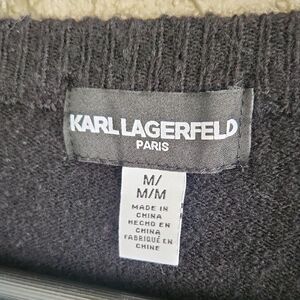 KARL LAGERFELD
PARIS
M/
M/M
MADE IN
CHINA
HECHO EN
CHINA
FABRIQUÉ EN
CHINE